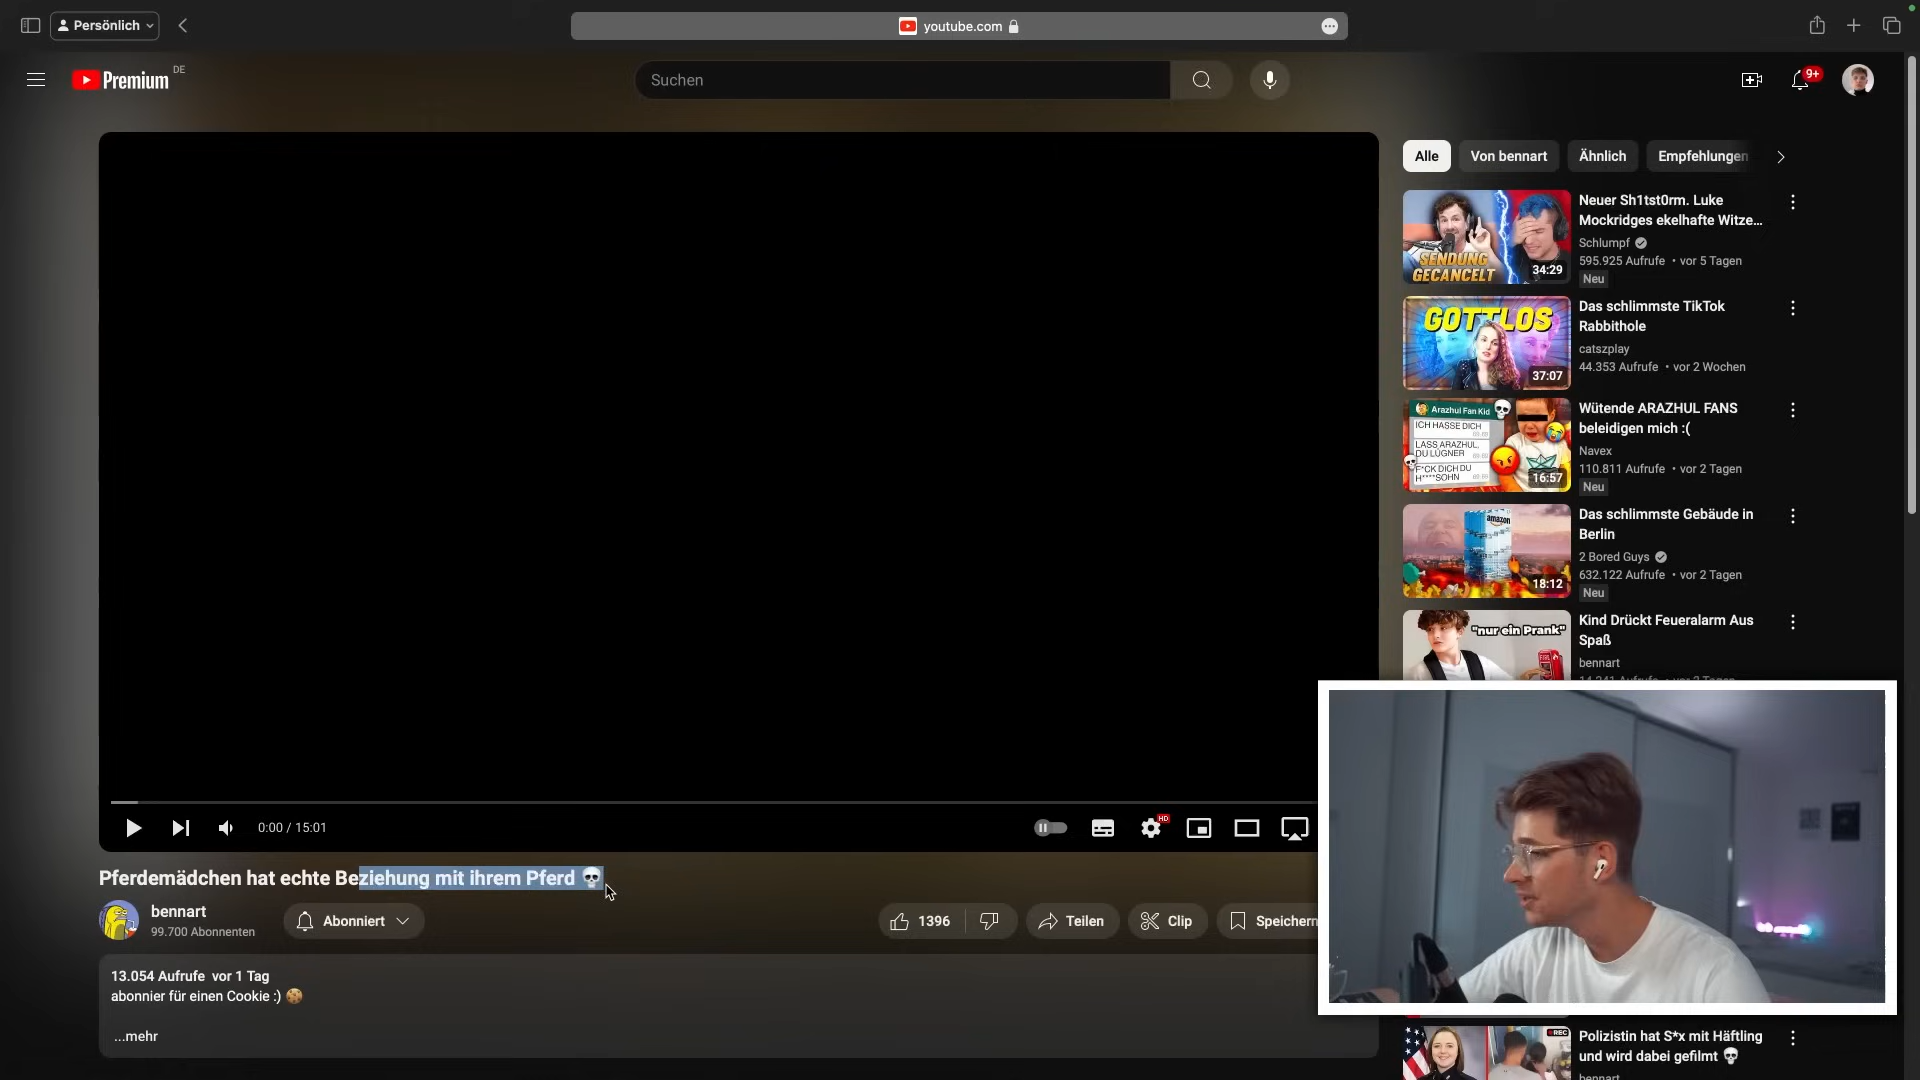 Persönlich
youtube.com
Premium DE
Suchen
9+
Alle
Von bennart
Ähnlich
Empfehlungen
SENDUNG
GECANCELT
34:29
Neuer Sh1tst0rm. Luke
Mockridges ekelhafte Witze...
Schlumpf
595.925 Aufrufe • vor 5 Tagen
Neu
GOTTLOS
37:07
Das schlimmste TikTok
Rabbithole
catszplay
44.353 Aufrufe • vor 2 Wochen
Arazhul Fan Kid
ICH HASSE DICH
LASS ARAZHUL,
DU LÜGNER
F*CK DICH DU
H****SOHN
16:57
Wütende ARAZHUL FANS
beleidigen mich :(
Navex
110.811 Aufrufe • vor 2 Tagen
Neu
amazon
18:12
Das schlimmste Gebäude in
Berlin
2 Bored Guys
632.122 Aufrufe • vor 2 Tagen
Neu
"nur ein Prank"
Kind Drückt Feueralarm Aus
Spaß
bennart
0:00 / 15:01
HD
Pferdemädchen hat echte Beziehung mit ihrem Pferd 💀
bennart
99.700 Abonnenten
Abonniert
1396
Teilen
Clip
Speichern
13.054 Aufrufe vor 1 Tag
abonnier für einen Cookie :) 🍪
...mehr
REC
Polizistin hat S*x mit Häftling
und wird dabei gefilmt 💀
bennart